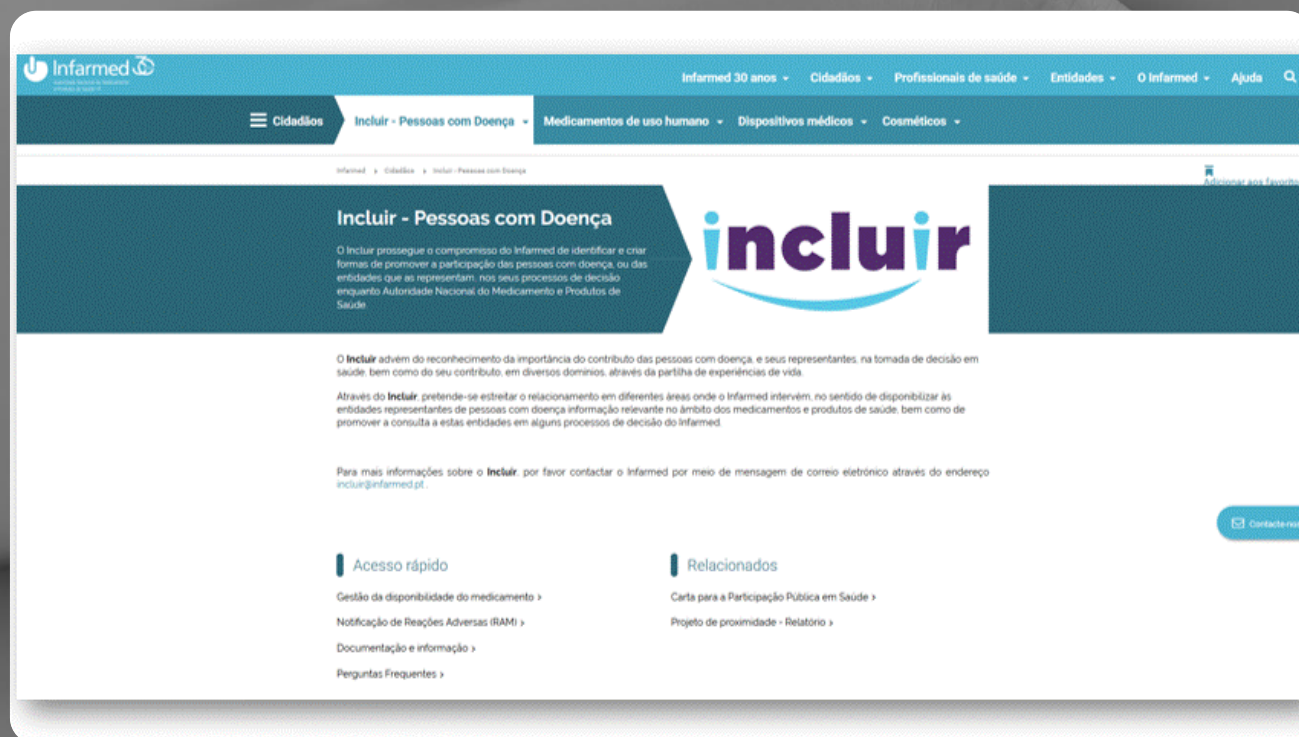 Infarmed 30
Infarmed 30 anos Cidadãos Profissionais de saúde Entidades O Infarmed Ajuda
Cidadãos Incluir - Pessoas com Doença Medicamentos de uso humano Dispositivos médicos Cosméticos
Infarmed > Cidadãos > Incluir - Pessoas com Doença
Adicionar aos favorito
Incluir - Pessoas com Doença
O Incluir prossegue o compromisso do Infarmed de identificar e criar
formas de promover a participação das pessoas com doença, ou das
entidades que as representam, nos seus processos de decisão
enquanto Autoridade Nacional do Medicamento e Produtos de
Saúde.
incluir
O Incluir advém do reconhecimento da importância do contributo das pessoas com doença, e seus representantes, na tomada de decisão em
saúde, bem como do seu contributo, em diversos domínios, através da partilha de experiências de vida.
Através do Incluir, pretende-se estreitar o relacionamento em diferentes áreas onde o Infarmed intervém, no sentido de disponibilizar às
entidades representantes de pessoas com doença informação relevante no âmbito dos medicamentos e produtos de saúde, bem como de
promover a consulta a estas entidades em alguns processos de decisão do Infarmed.
Para mais informações sobre o Incluir, por favor contactar o Infarmed por meio de mensagem de correio eletrónico através do endereço
incluir@infarmed.pt.
Contacte-nos
Acesso rápido
Gestão da disponibilidade do medicamento >
Notificação de Reações Adversas (RAM) >
Documentação e informação >
Perguntas Frequentes >
Relacionados
Carta para a Participação Pública em Saúde >
Projeto de proximidade - Relatório >